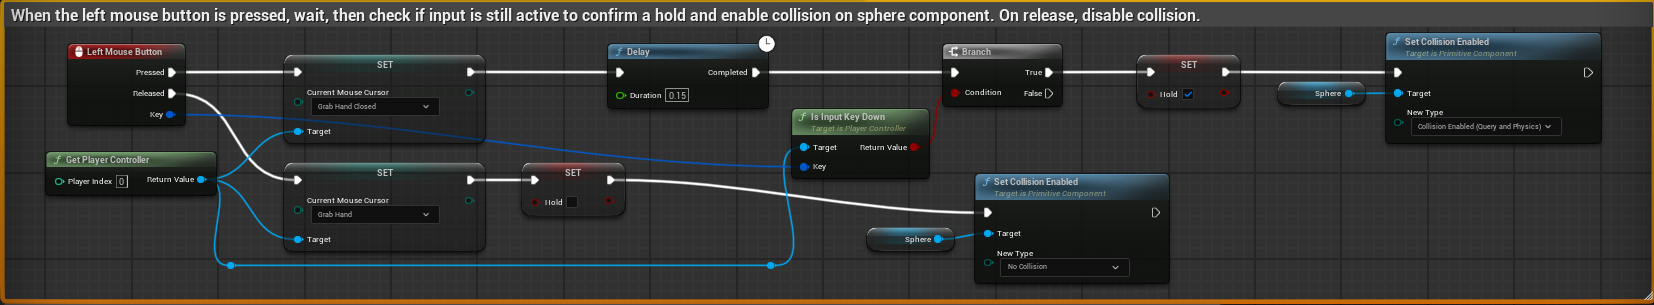 When the left mouse button is pressed, wait, then check if input is still active to confirm a hold and enable collision on sphere component. On release, disable collision.
Left Mouse Button
Pressed
Released
Key
SET
Current Mouse Cursor
Grab Hand Closed
Target
f Delay
Completed
Duration 0.15
Branch
True
Condition False
SET
Hold
Sphere
f Set Collision Enabled
Target is Primitive Component
Target
New Type
Collision Enabled (Query and Physics)
f Is Input Key Down
Target is Player Controller
Target Return Value
Key
f Get Player Controller
Player Index 0 Return Value
SET
Current Mouse Cursor
Grab Hand
Target
SET
Hold
Sphere
f Set Collision Enabled
Target is Primitive Component
Target
New Type
No Collision